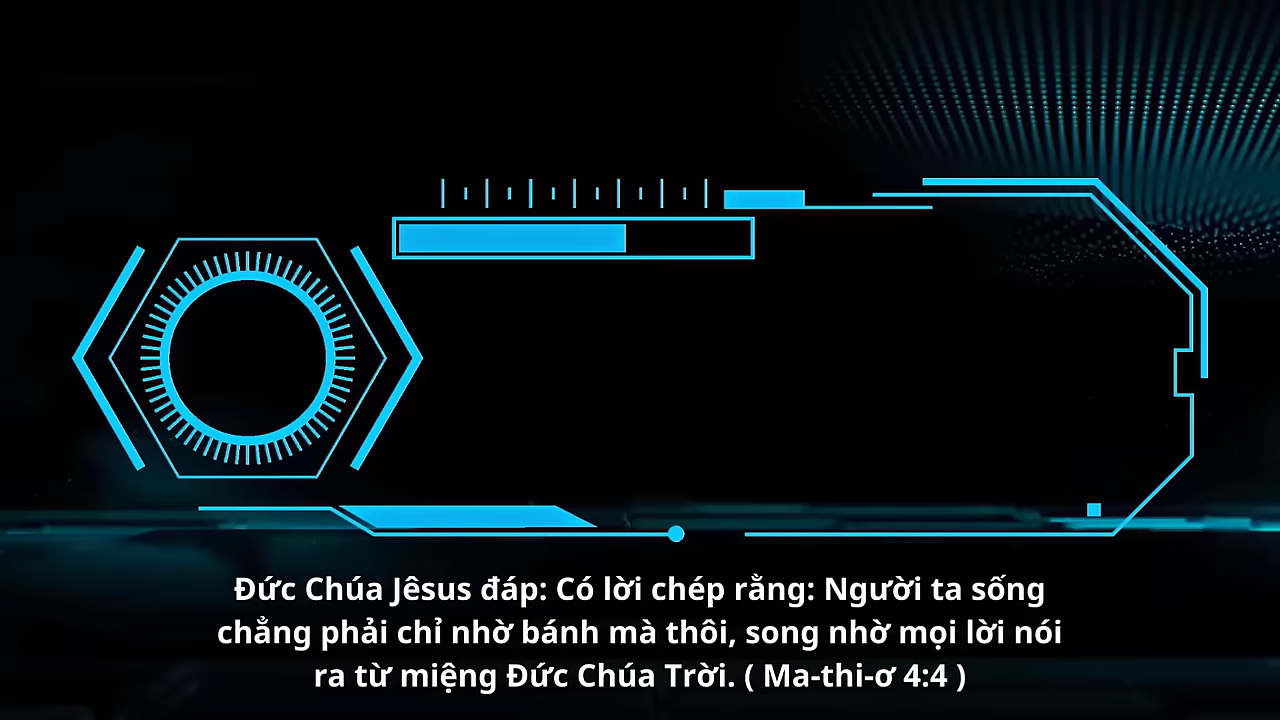 Đức Chúa Jêsus đáp: Có lời chép rằng: Người ta sống
chẳng phải chỉ nhờ bánh mà thôi, song nhờ mọi lời nói
ra từ miệng Đức Chúa Trời. ( Ma-thi-ơ 4:4 )